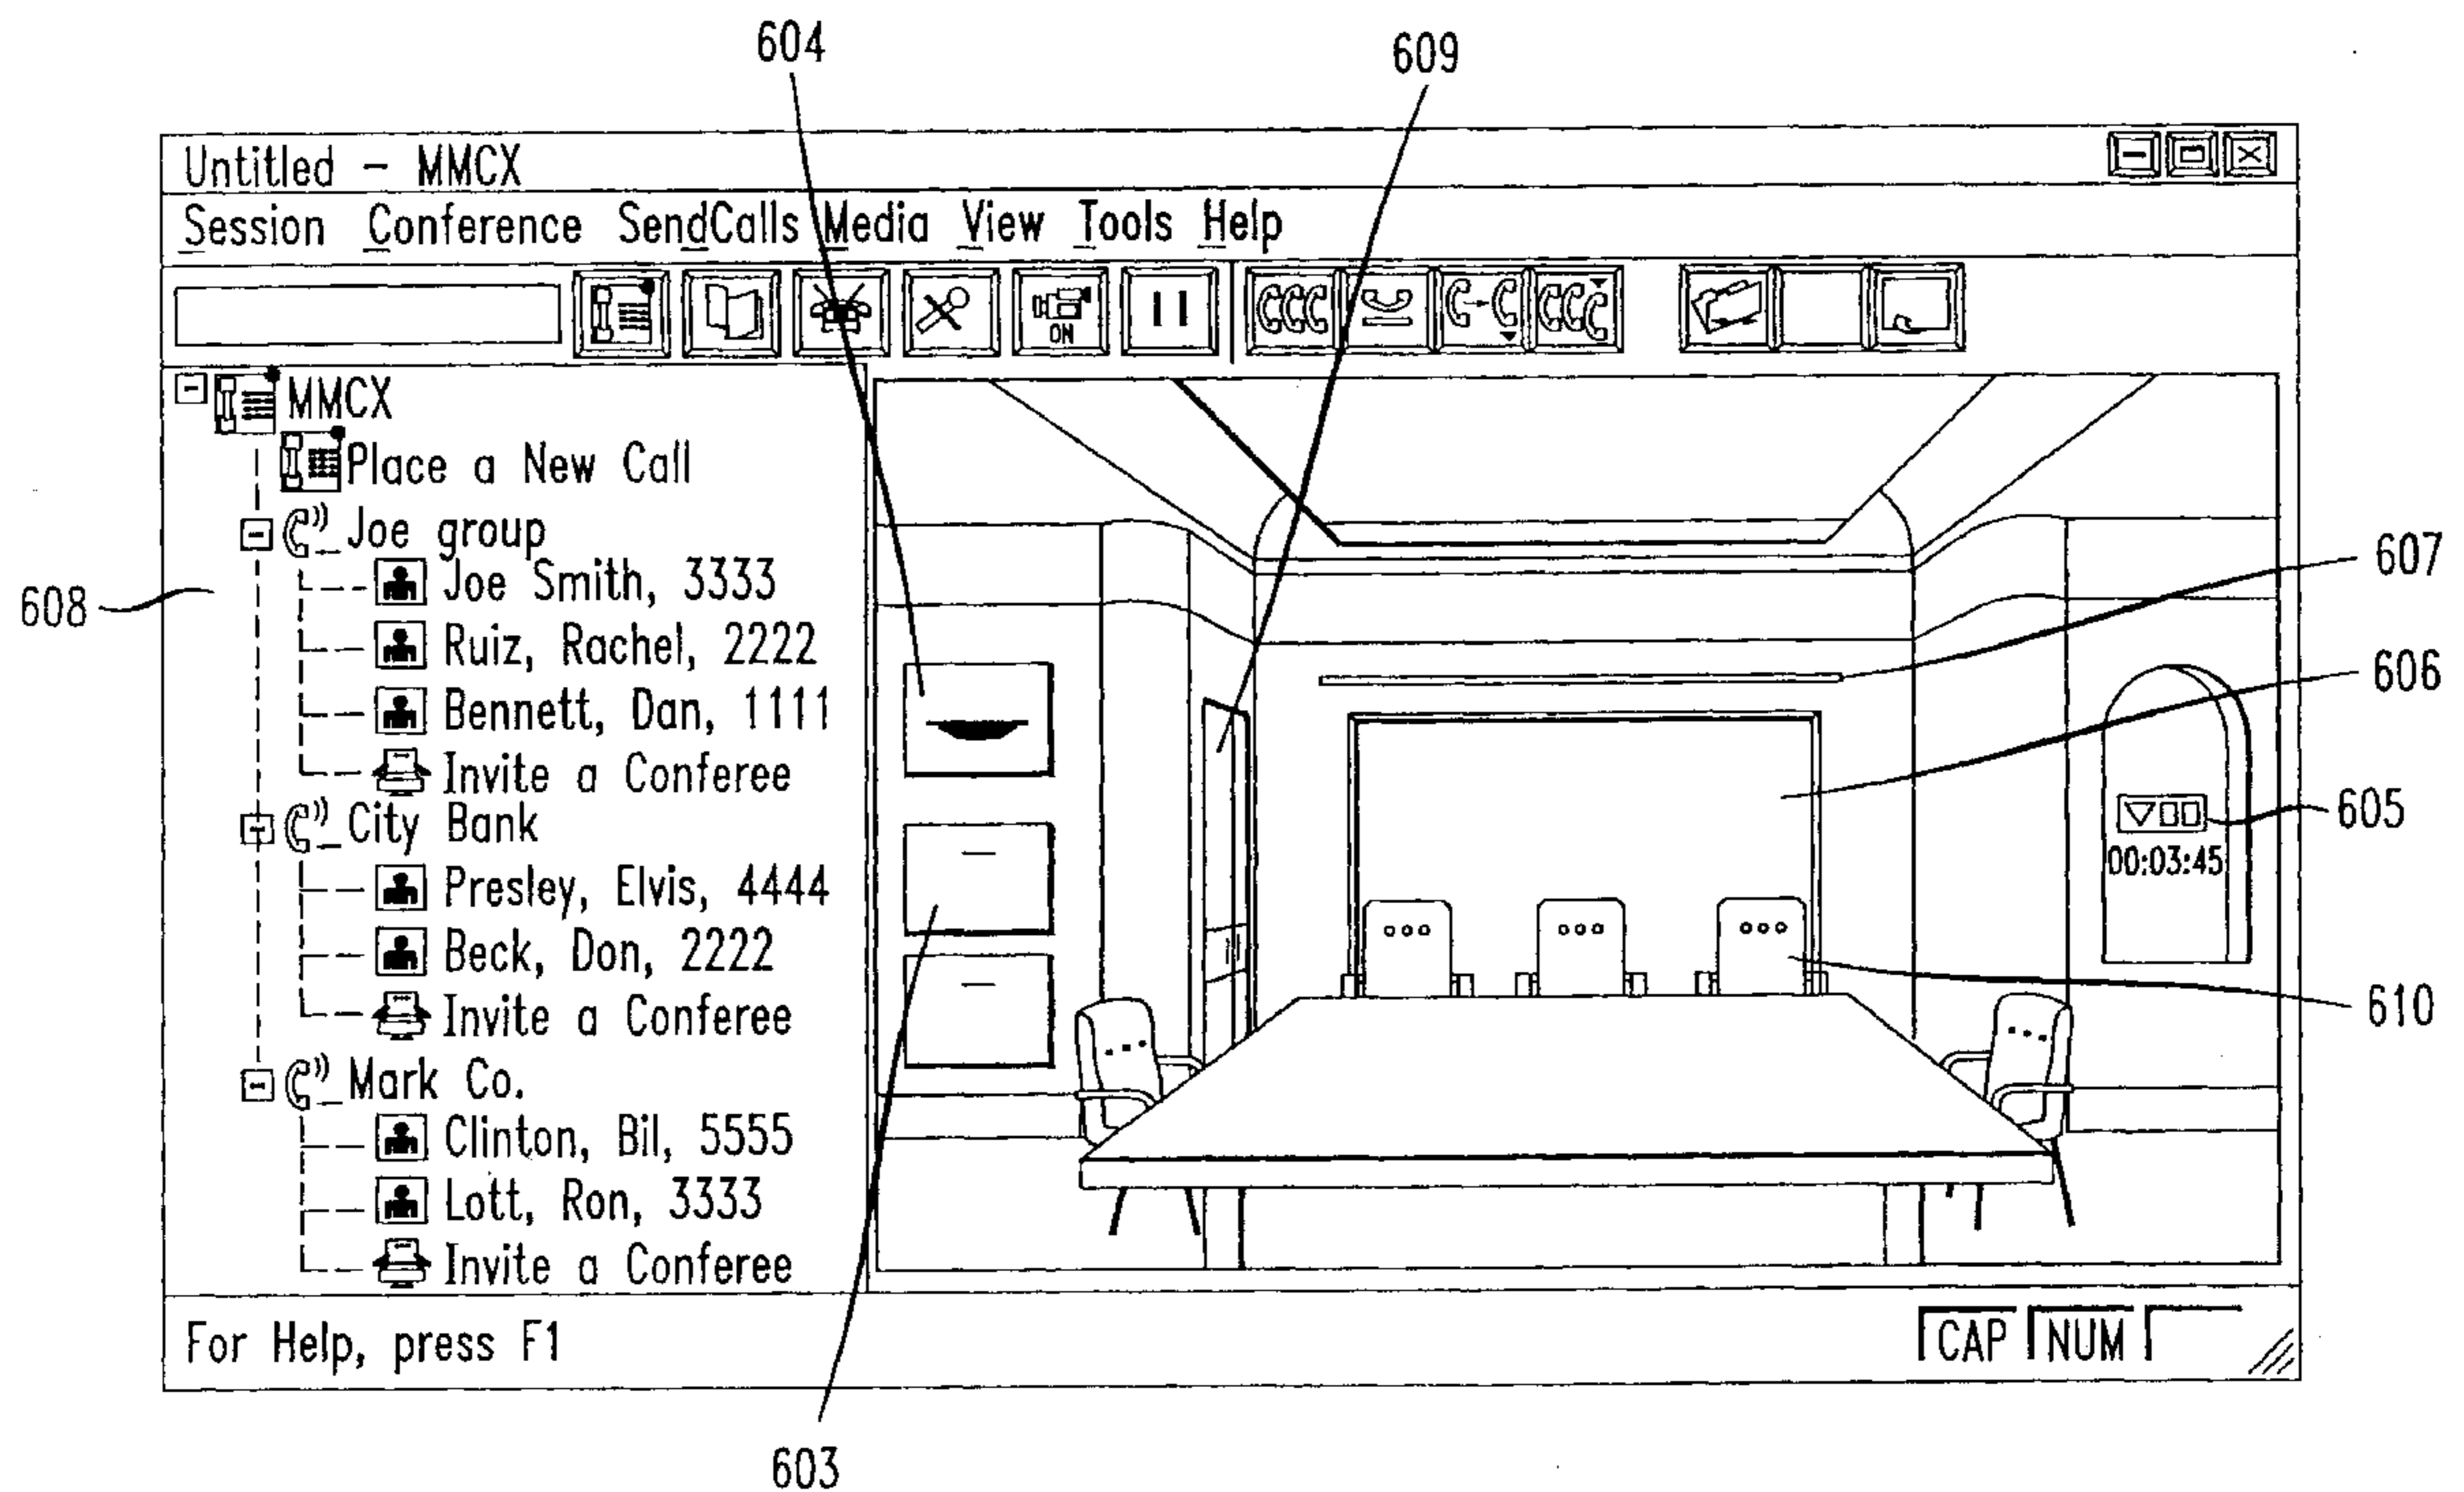 604
609
Untitled - MMCX
Session Conference SendCalls Media View Tools Help
ON
MMCX
Place a New Call
Joe group
Joe Smith, 3333
Ruiz, Rachel, 2222
Bennett, Dan, 1111
Invite a Conferee
City Bank
Presley, Elvis, 4444
Beck, Don, 2222
Invite a Conferee
Mark Co.
Clinton, Bil, 5555
Lott, Ron, 3333
Invite a Conferee
608
607
606
605
00:03:45
610
For Help, press F1
CAP NUM
603